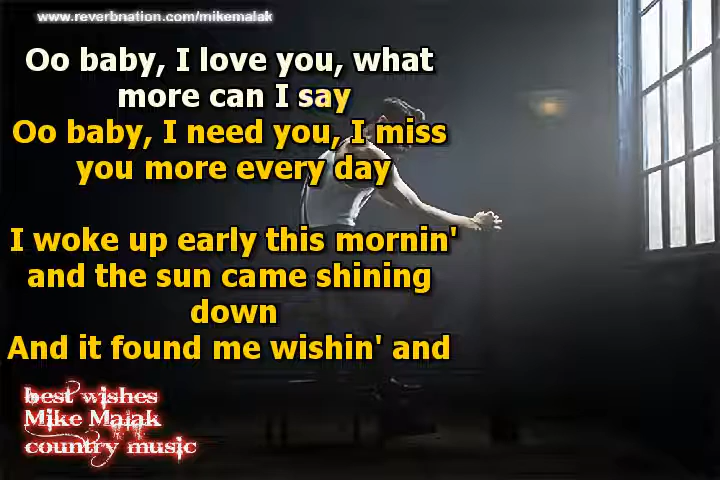 www.reverbnation.com/mikemalak
Oo baby, I love you, what
more can I say
Oo baby, I need you, I miss
you more every day
I woke up early this mornin'
and the sun came shining
down
And it found me wishin' and
best wishes
Mike Malak
country music